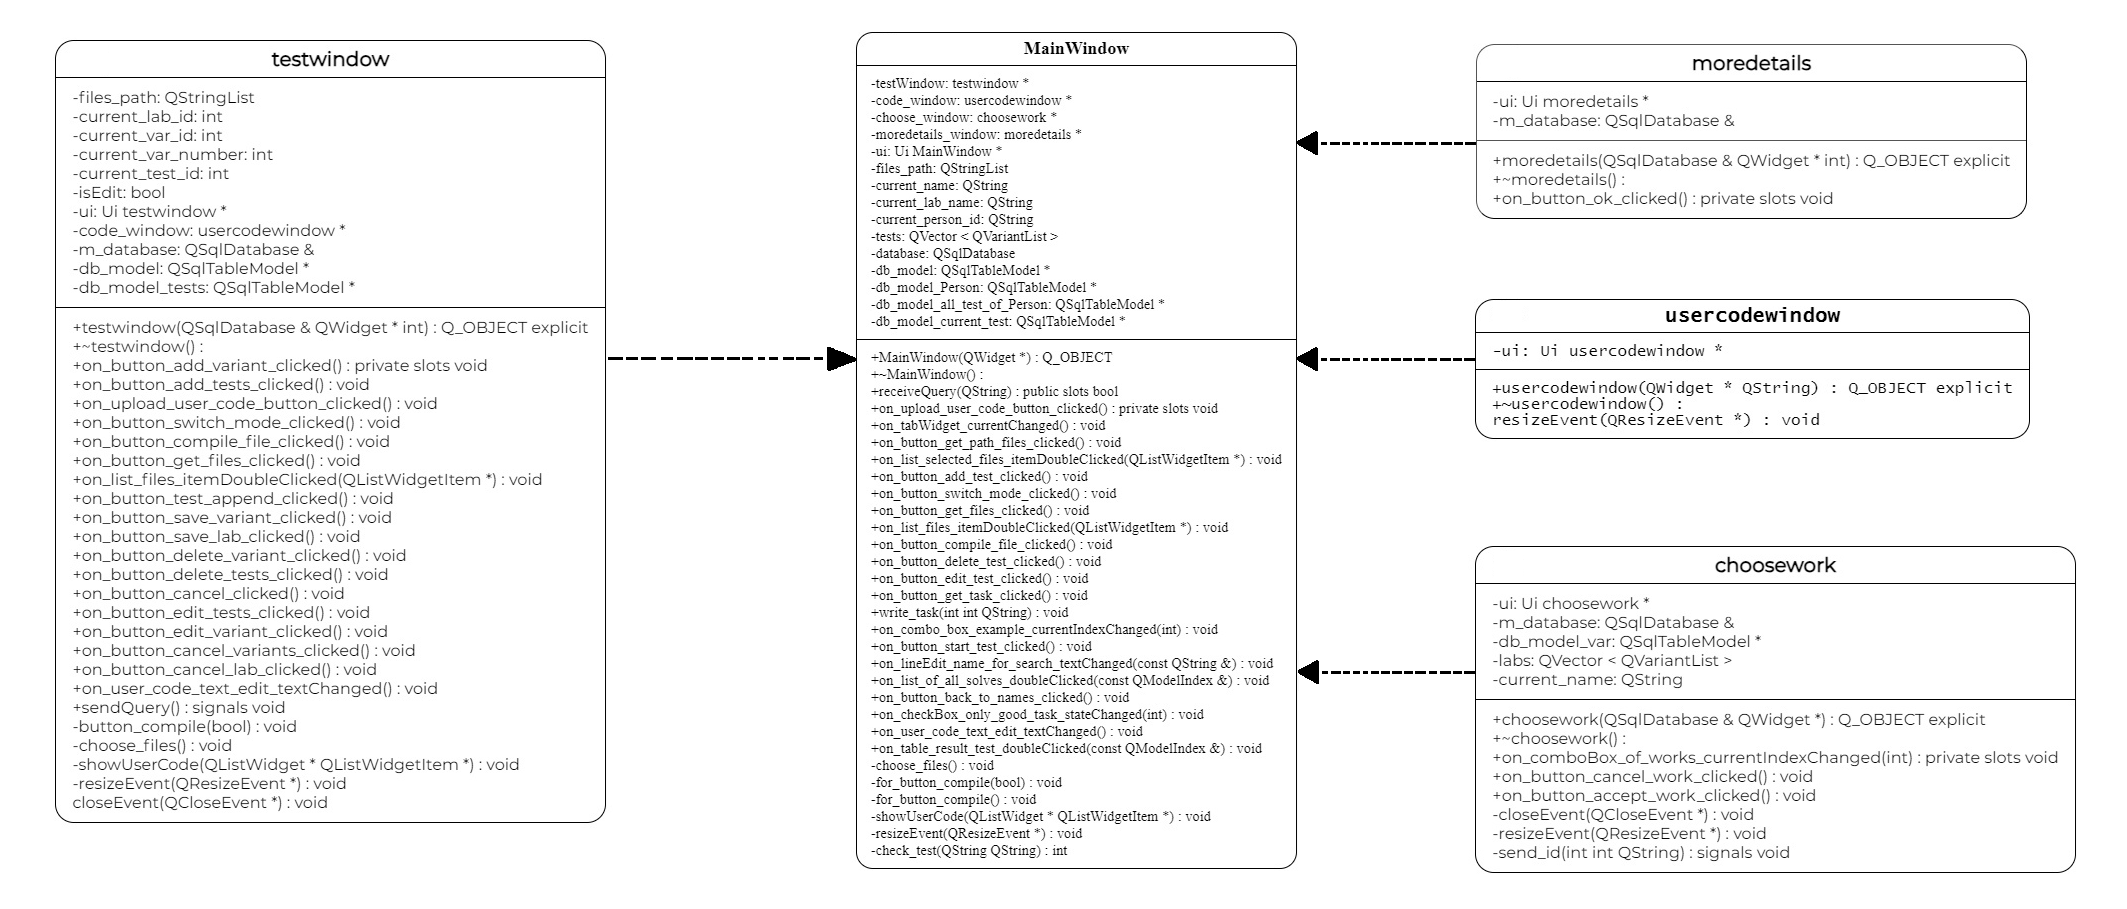 testwindow
-files_path: QStringList
-current_lab_id: int
-current_var_id: int
-current_var_number: int
-current_test_id: int
-isEdit: bool
-ui: Ui testwindow *
-code_window: usercodewindow *
-m_database: QSqlDatabase &
-db_model: QSqlTableModel *
-db_model_tests: QSqlTableModel *
+testwindow(QSqlDatabase & QWidget * int) : Q_OBJECT explicit
+~testwindow() :
+on_button_add_variant_clicked() : private slots void
+on_button_add_tests_clicked() : void
+on_upload_user_code_button_clicked() : void
+on_button_switch_mode_clicked() : void
+on_button_compile_file_clicked() : void
+on_button_get_files_clicked() : void
+on_list_files_itemDoubleClicked(QListWidgetItem *) : void
+on_button_test_append_clicked() : void
+on_button_save_variant_clicked() : void
+on_button_save_lab_clicked() : void
+on_button_delete_variant_clicked() : void
+on_button_delete_tests_clicked() : void
+on_button_cancel_clicked() : void
+on_button_edit_tests_clicked() : void
+on_button_edit_variant_clicked() : void
+on_button_cancel_variants_clicked() : void
+on_button_cancel_lab_clicked() : void
+on_user_code_text_edit_textChanged() : void
+sendQuery() : signals void
-button_compile(bool) : void
-choose_files() : void
-showUserCode(QListWidget * QListWidgetItem *) : void
-resizeEvent(QResizeEvent *) : void
closeEvent(QCloseEvent *) : void
MainWindow
-testWindow: testwindow *
-code_window: usercodewindow *
-choose_window: choosework *
-moredetails_window: moredetails *
-ui: Ui MainWindow *
-files_path: QStringList
-current_name: QString
-current_lab_name: QString
-current_person_id: QString
-tests: QVector < QVariantList >
-database: QSqlDatabase
-db_model: QSqlTableModel *
-db_model_Person: QSqlTableModel *
-db_model_all_test_of_Person: QSqlTableModel *
-db_model_current_test: QSqlTableModel *
+MainWindow(QWidget *) : Q_OBJECT
+~MainWindow() :
+receiveQuery(QString) : public slots bool
+on_upload_user_code_button_clicked() : private slots void
+on_tabWidget_currentChanged() : void
+on_button_get_path_files_clicked() : void
+on_list_selected_files_itemDoubleClicked(QListWidgetItem *) : void
+on_button_add_test_clicked() : void
+on_button_switch_mode_clicked() : void
+on_button_get_files_clicked() : void
+on_list_files_itemDoubleClicked(QListWidgetItem *) : void
+on_button_compile_file_clicked() : void
+on_button_delete_test_clicked() : void
+on_button_edit_test_clicked() : void
+on_button_get_task_clicked() : void
+write_task(int int QString) : void
+on_combo_box_example_currentIndexChanged(int) : void
+on_button_start_test_clicked() : void
+on_lineEdit_name_for_search_textChanged(const QString &) : void
+on_list_of_all_solves_doubleClicked(const QModelIndex &) : void
+on_button_back_to_names_clicked() : void
+on_checkBox_only_good_task_stateChanged(int) : void
+on_user_code_text_edit_textChanged() : void
+on_table_result_test_doubleClicked(const QModelIndex &) : void
-choose_files() : void
-for_button_compile(bool) : void
-for_button_compile() : void
-showUserCode(QListWidget * QListWidgetItem *) : void
-resizeEvent(QResizeEvent *) : void
-check_test(QString QString) : int
moredetails
-ui: Ui moredetails *
-m_database: QSqlDatabase &
+moredetails(QSqlDatabase & QWidget * int) : Q_OBJECT explicit
+~moredetails() :
+on_button_ok_clicked() : private slots void
usercodewindow
-ui: Ui usercodewindow *
+usercodewindow(QWidget * QString) : Q_OBJECT explicit
+~usercodewindow() :
resizeEvent(QResizeEvent *) : void
choosework
-ui: Ui choosework *
-m_database: QSqlDatabase &
-db_model_var: QSqlTableModel *
-labs: QVector < QVariantList >
-current_name: QString
+choosework(QSqlDatabase & QWidget *) : Q_OBJECT explicit
+~choosework() :
+on_comboBox_of_works_currentIndexChanged(int) : private slots void
+on_button_cancel_work_clicked() : void
+on_button_accept_work_clicked() : void
-closeEvent(QCloseEvent *) : void
-resizeEvent(QResizeEvent *) : void
-send_id(int int QString) : signals void